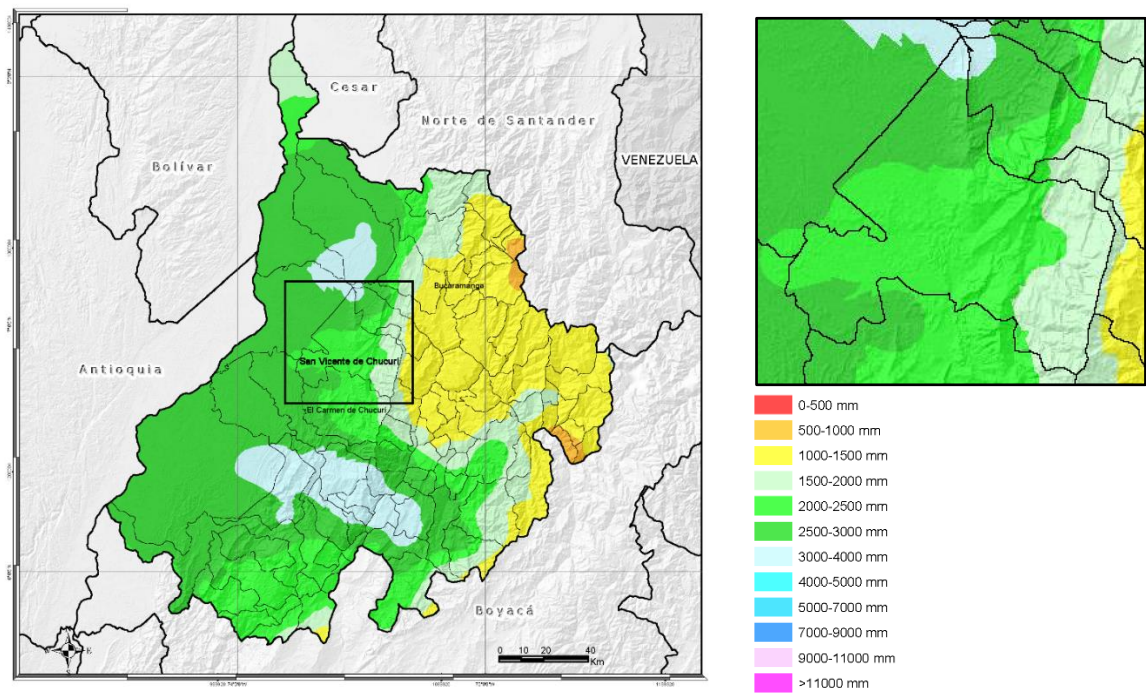 Cesar
Norte de Santander
Bolívar
VENEZUELA
Bucaramanga
Antioquia
San Vicente de Chucurí
El Carmen de Chucurí
Boyacá
E
0 10 20 40
Km
0-500 mm
500-1000 mm
1000-1500 mm
1500-2000 mm
2000-2500 mm
2500-3000 mm
3000-4000 mm
4000-5000 mm
5000-7000 mm
7000-9000 mm
9000-11000 mm
>11000 mm